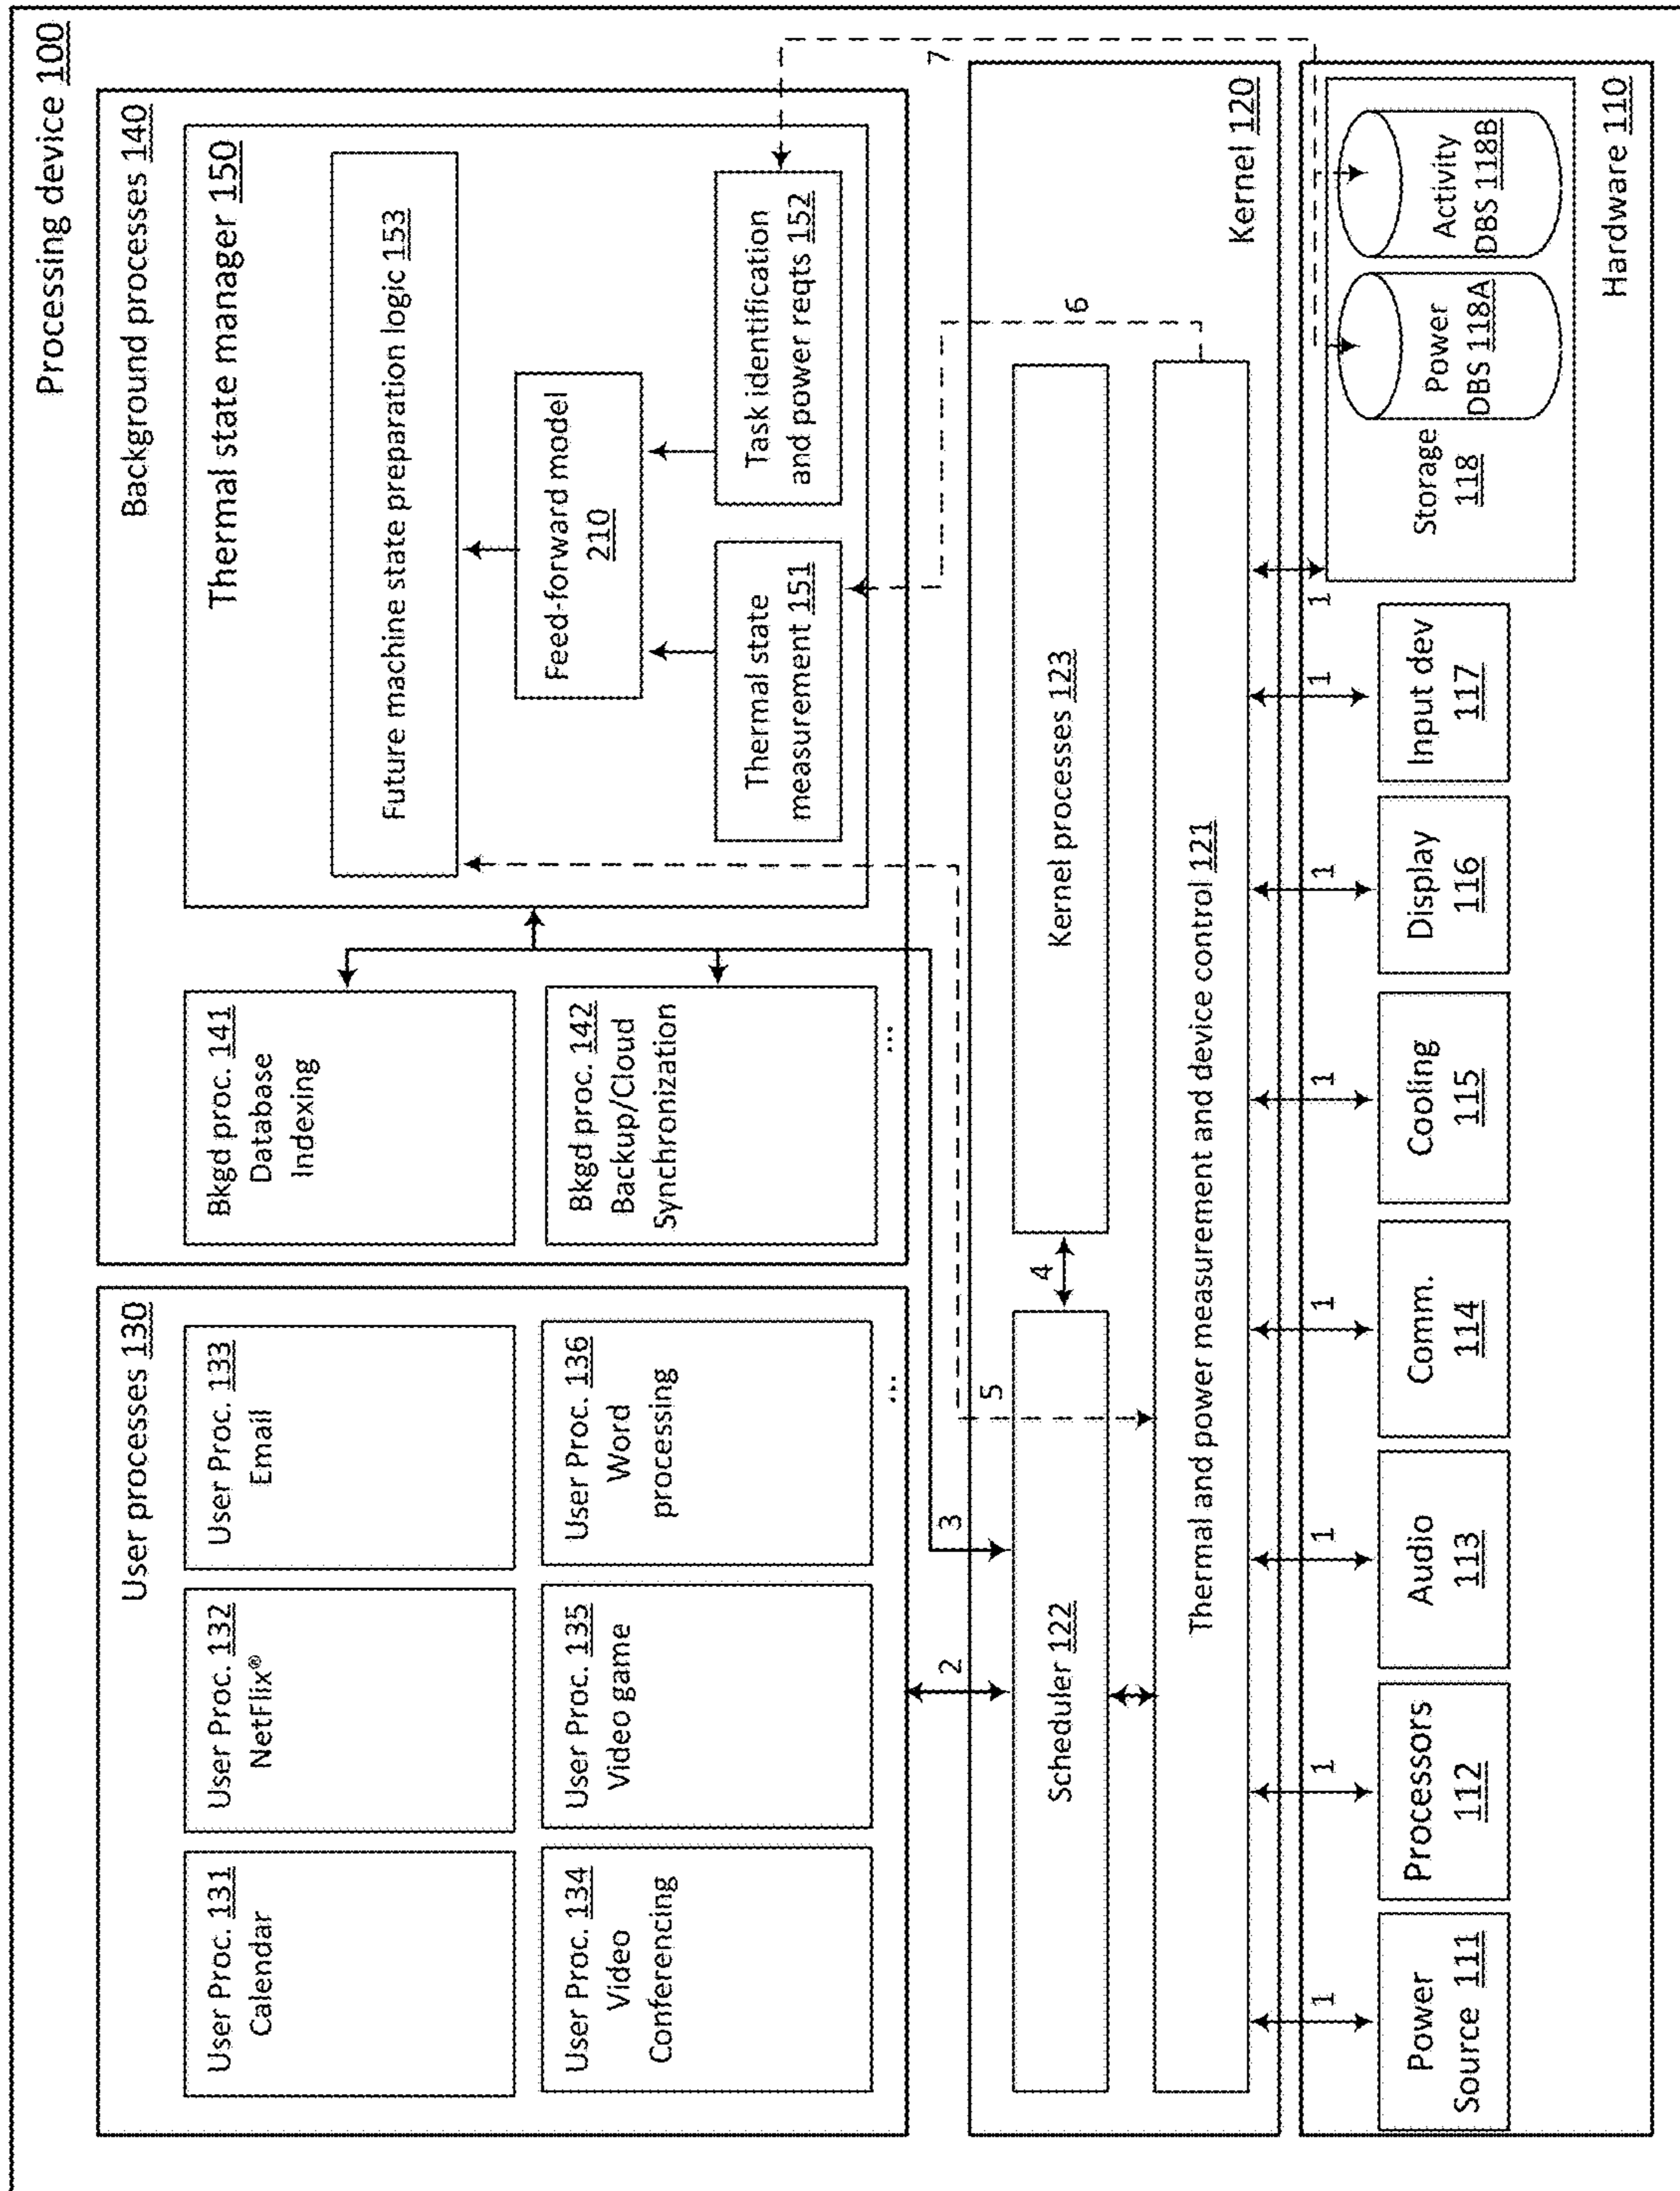 Processing device 100
User processes 130
User Proc. 131
Calendar
User Proc. 132
NetFlix®
User Proc. 133
Email
User Proc. 134
Video
Conferencing
User Proc. 135
Video game
User Proc. 136
Word
processing
...
Background processes 140
Bkgd proc. 141
Database
Indexing
Bkgd proc. 142
Backup/Cloud
Synchronization
...
Thermal state manager 150
Future machine state preparation logic 153
Feed-forward model
210
Thermal state
measurement 151
Task identification
and power reqts 152
2
3
5
6
7
Kernel 120
Scheduler 122
4
Kernel processes 123
Thermal and power measurement and device control 121
1
1
1
1
1
1
1
1
Power
Source 111
Processors
112
Audio
113
Comm.
114
Cooling
115
Display
116
Input dev
117
Storage
118
Power
DBS 118A
Activity
DBS 118B
Hardware 110